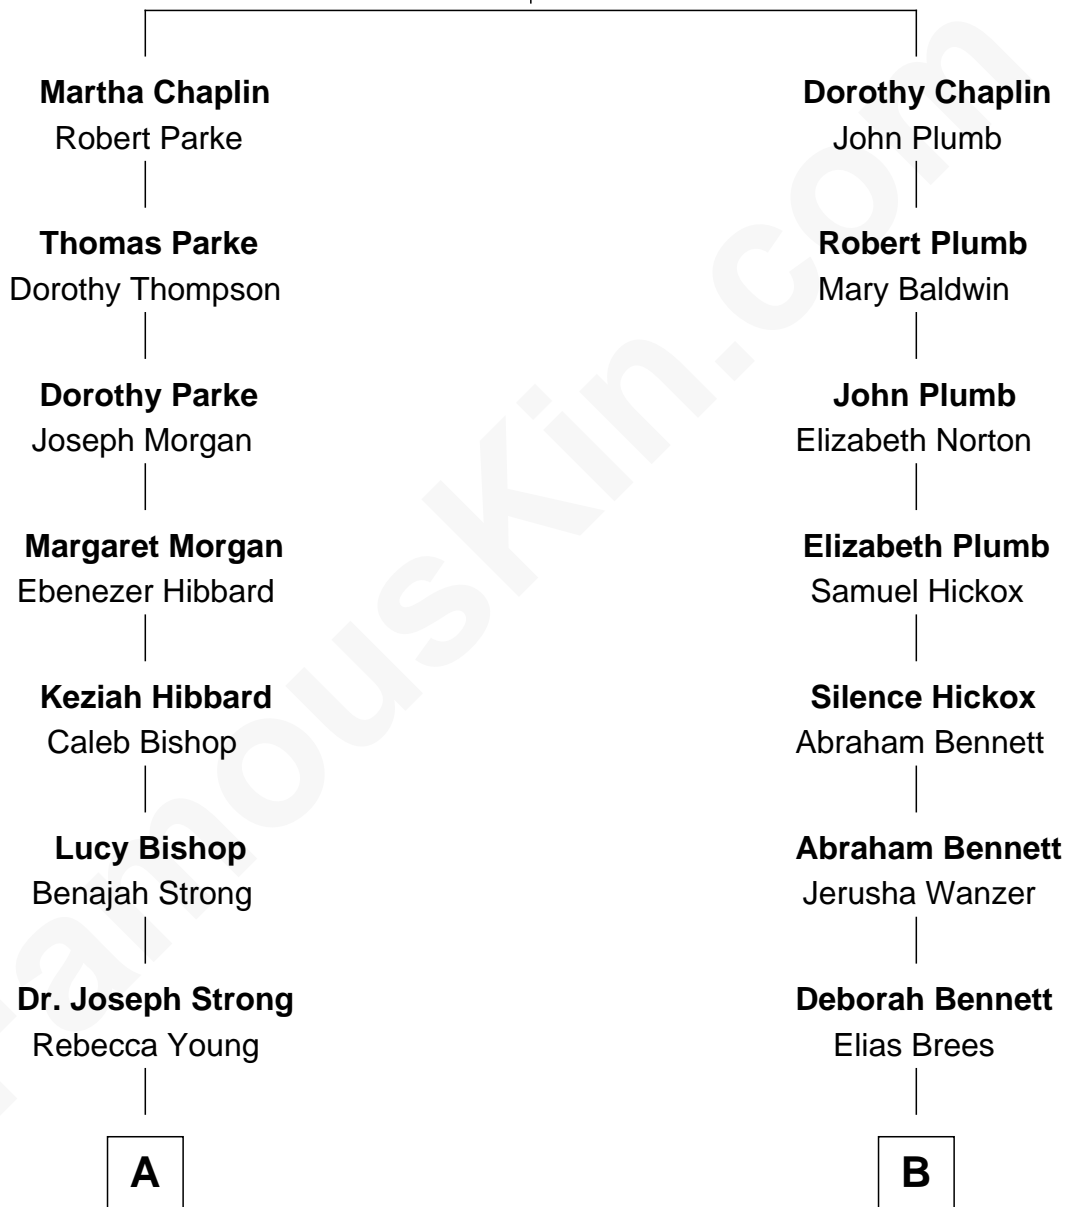 Martha Chaplin
Robert Parke
Thomas Parke
Dorothy Thompson
Dorothy Parke
Joseph Morgan
Margaret Morgan
Ebenezer Hibbard
Keziah Hibbard
Caleb Bishop
Lucy Bishop
Benajah Strong
Dr. Joseph Strong
Rebecca Young
A
Dorothy Chaplin
John Plumb
Robert Plumb
Mary Baldwin
John Plumb
Elizabeth Norton
Elizabeth Plumb
Samuel Hickox
Silence Hickox
Abraham Bennett
Abraham Bennett
Jerusha Wanzer
Deborah Bennett
Elias Brees
B
FamousKin.com